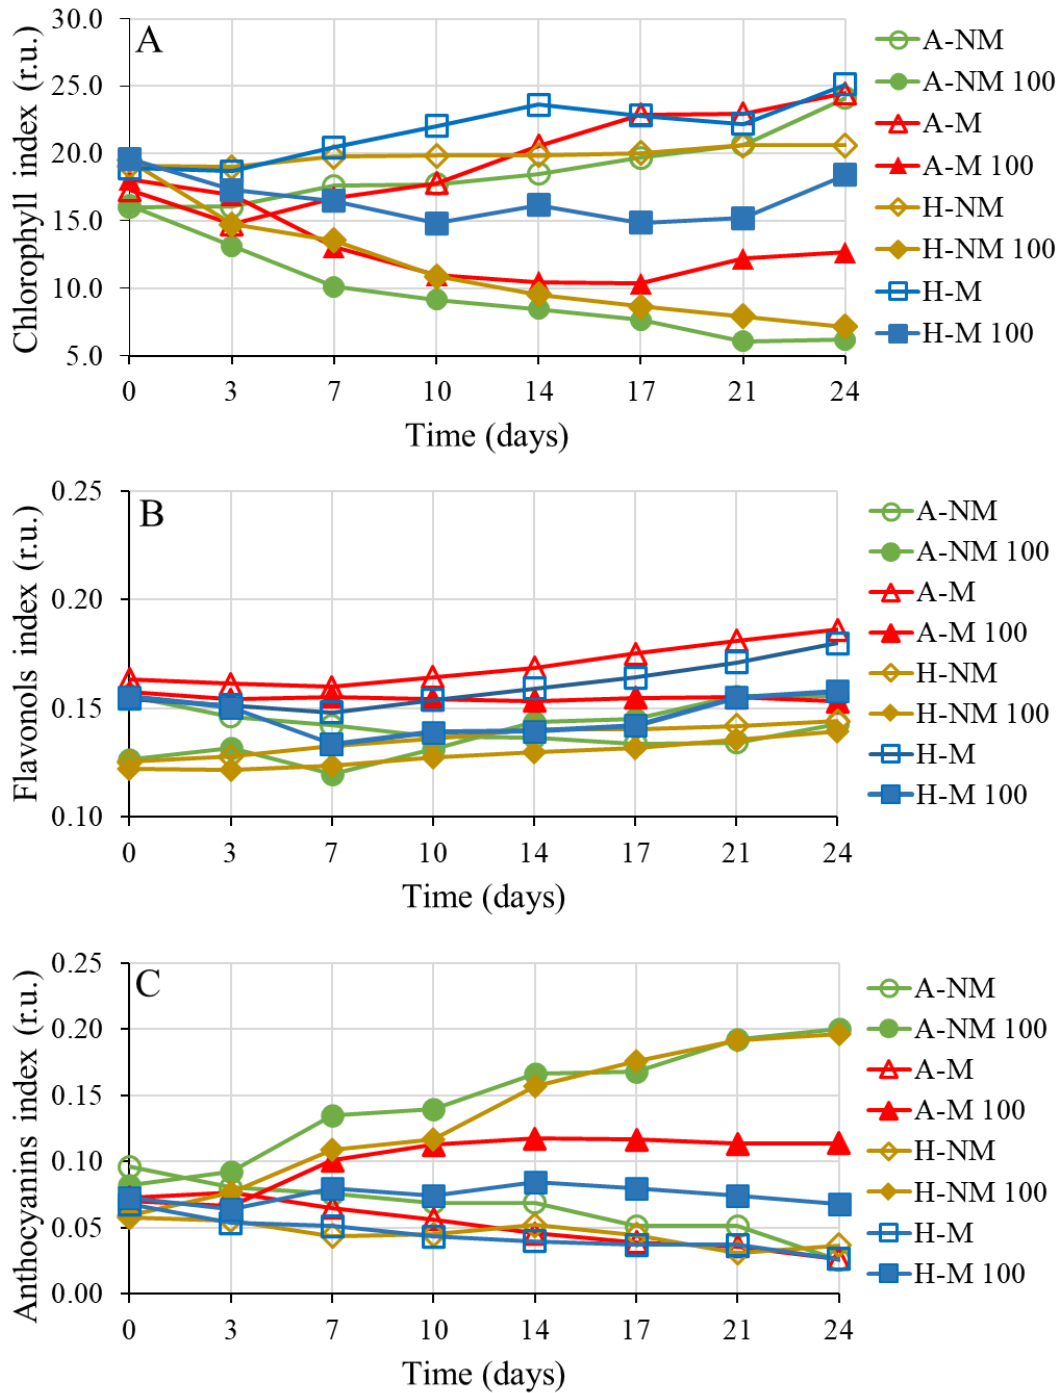 A
Chlorophyll index (r.u.)
30.0
25.0
20.0
15.0
10.0
5.0
0 3 7 10 14 17 21 24
Time (days)
A-NM
A-NM 100
A-M
A-M 100
H-NM
H-NM 100
H-M
H-M 100
B
Flavonols index (r.u.)
0.25
0.20
0.15
0.10
0 3 7 10 14 17 21 24
Time (days)
A-NM
A-NM 100
A-M
A-M 100
H-NM
H-NM 100
H-M
H-M 100
C
Anthocyanins index (r.u.)
0.25
0.20
0.15
0.10
0.05
0.00
0 3 7 10 14 17 21 24
Time (days)
A-NM
A-NM 100
A-M
A-M 100
H-NM
H-NM 100
H-M
H-M 100